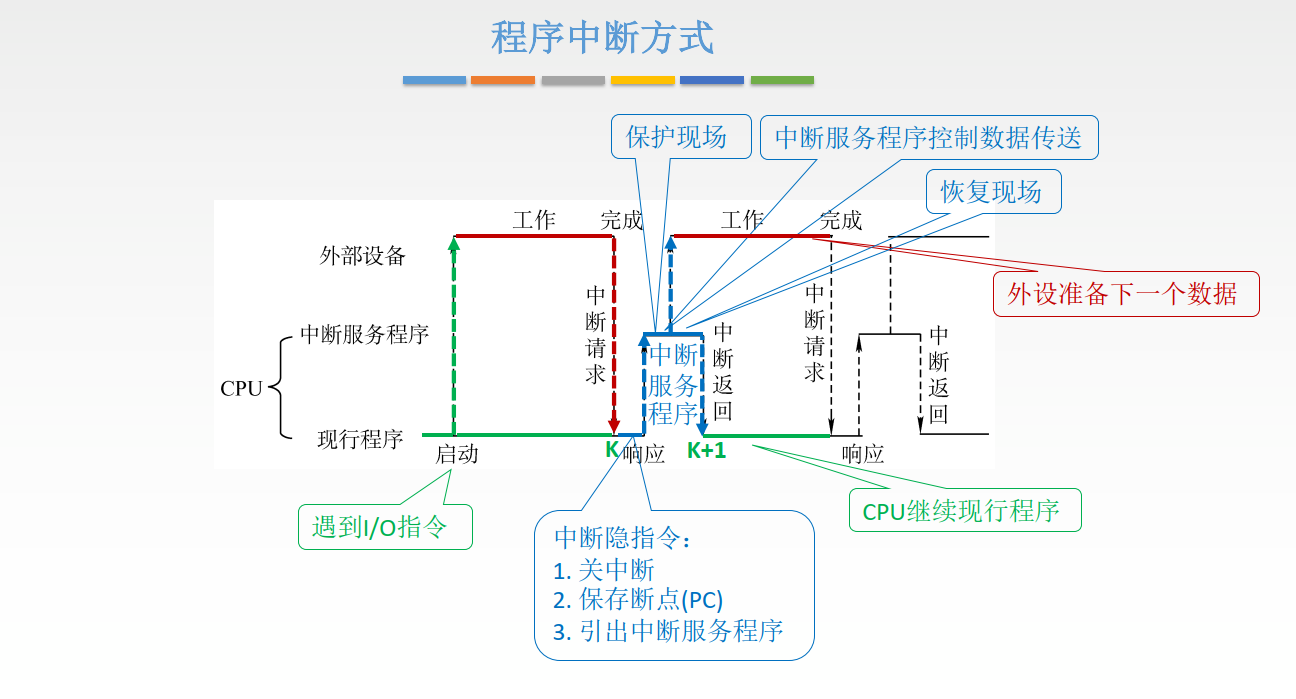 程序中断方式
保护现场
中断服务程序控制数据传送
恢复现场
工作
完成
工作
完成
外部设备
外设准备下一个数据
中断请求
中断请求
中断服务程序
中断服务程序
中断返回
中断返回
CPU
现行程序
启动
K
响应
K+1
响应
遇到I/O指令
CPU继续现行程序
中断隐指令：
1. 关中断
2. 保存断点(PC)
3. 引出中断服务程序